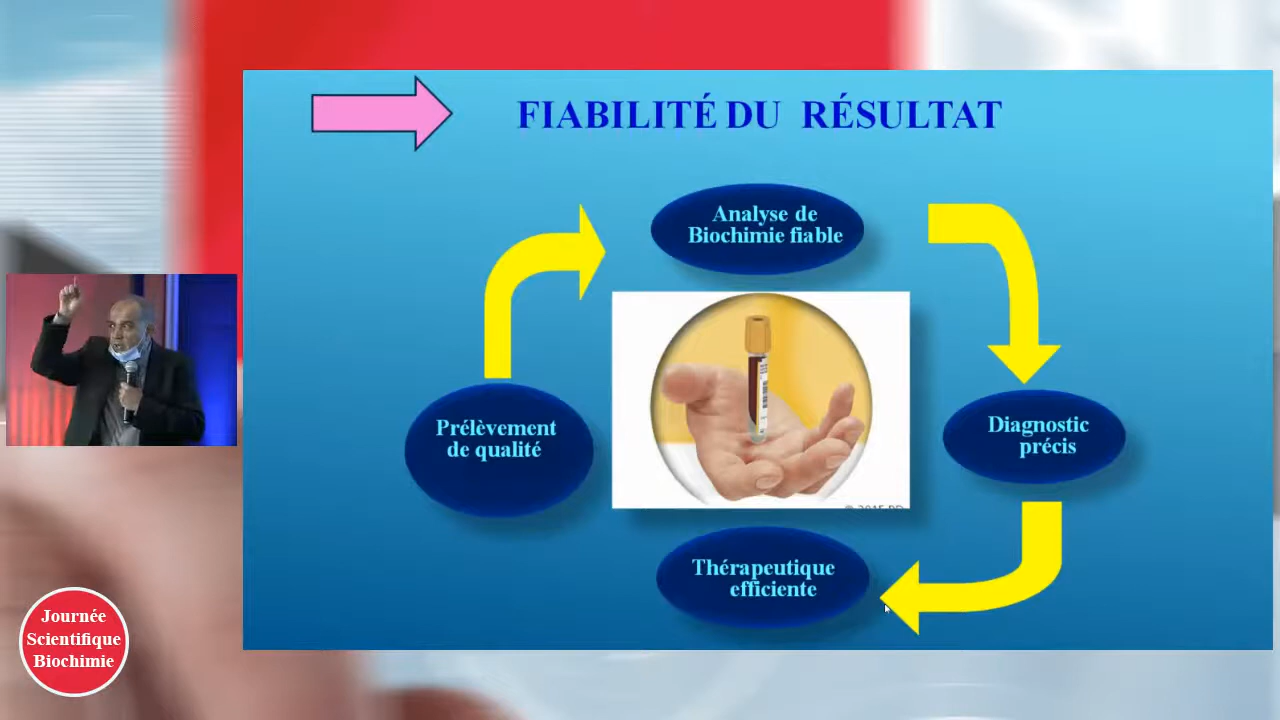 FIABILITÉ DU RÉSULTAT
Analyse de
Biochimie fiable
Prélèvement
de qualité
Diagnostic
précis
Thérapeutique
efficiente
Journée
Scientifique
Biochimie